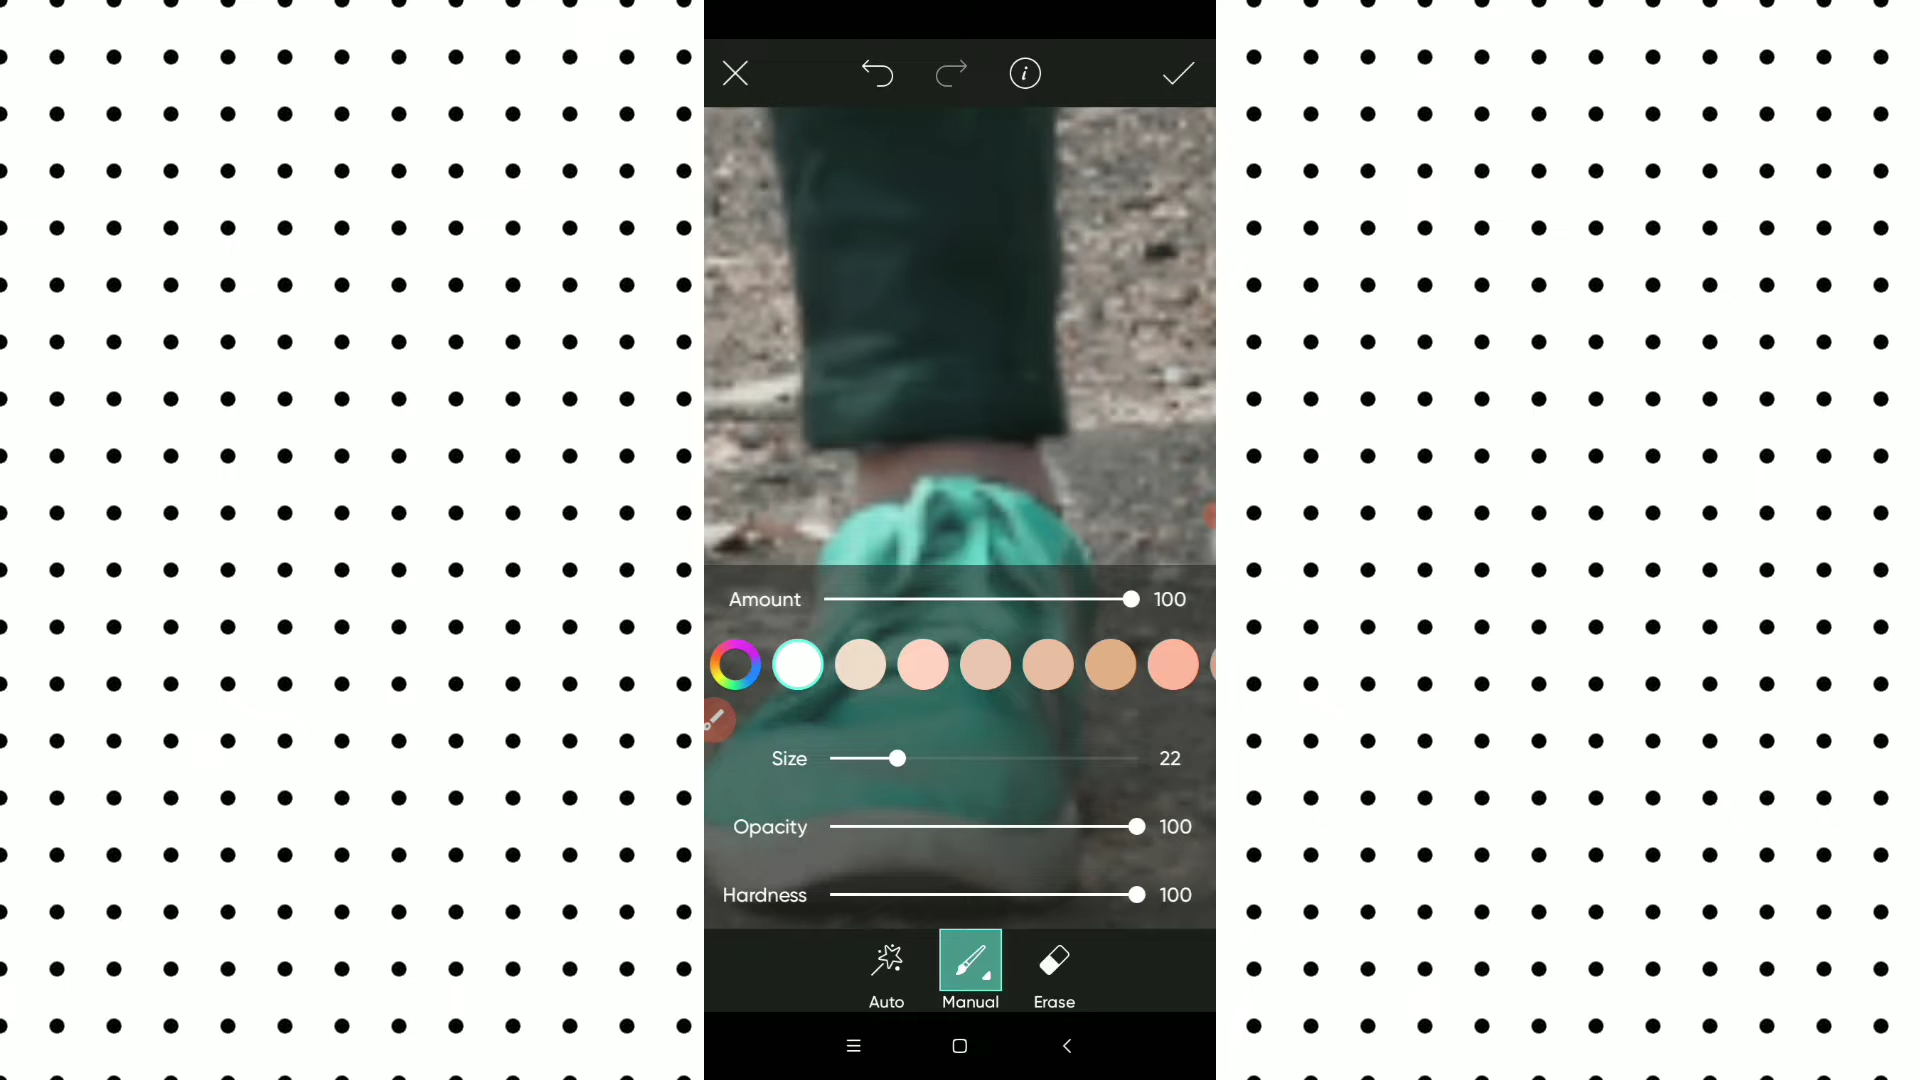 Amount 100
Size 22
Opacity 100
Hardness 100
Auto Manual Erase